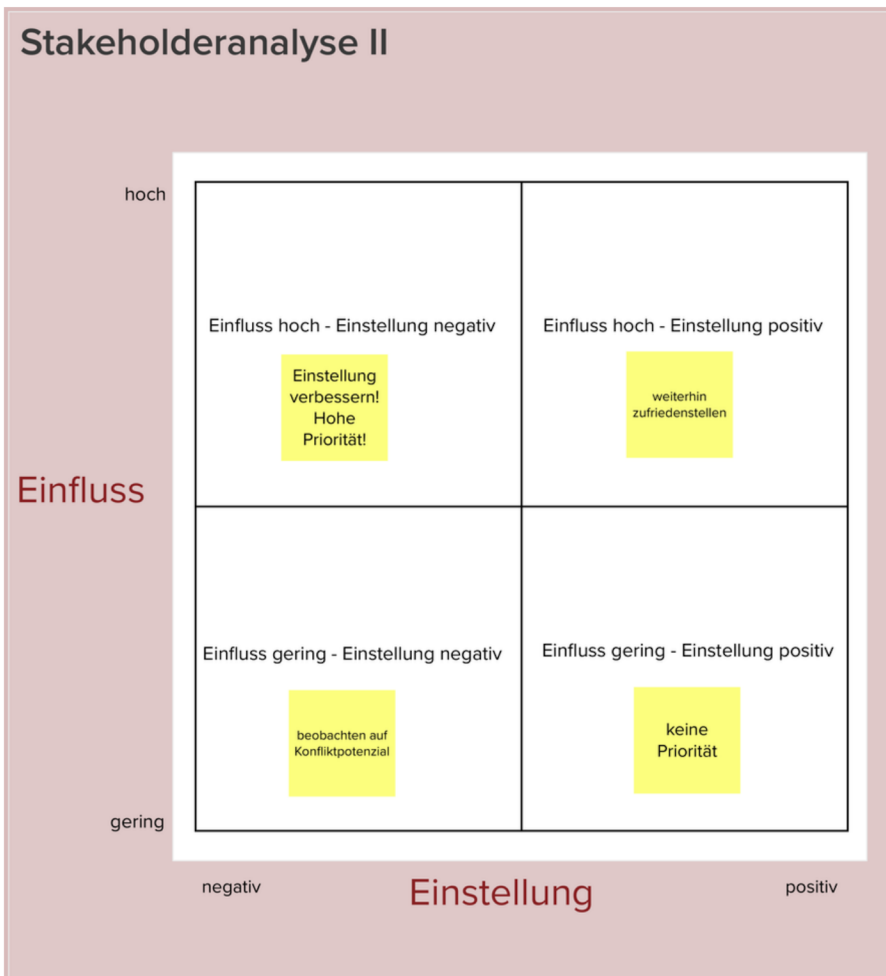 Stakeholderanalyse II
hoch
Einfluss hoch - Einstellung negativ
Einfluss hoch - Einstellung positiv
Einstellung
verbessern!
Hohe
Priorität!
weiterhin
zufriedenstellen
Einfluss
Einfluss gering - Einstellung negativ
Einfluss gering - Einstellung positiv
beobachten auf
Konfliktpotenzial
keine
Priorität
gering
negativ
Einstellung
positiv